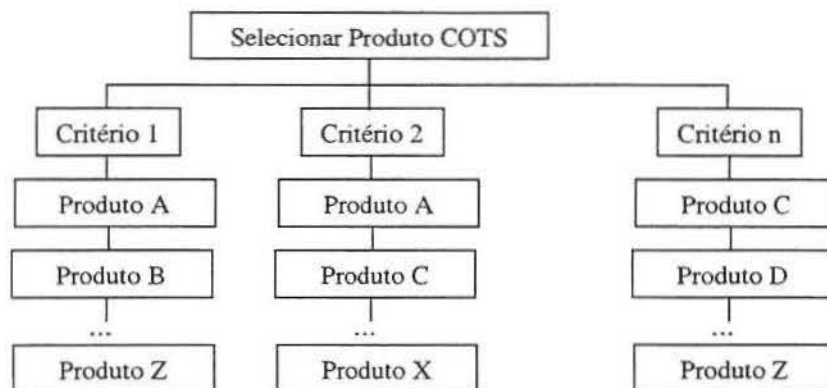 Selecionar Produto COTS
Critério 1
Critério 2
Critério n
Produto A
Produto A
Produto C
Produto B
Produto C
Produto D
...
...
...
Produto Z
Produto X
Produto Z